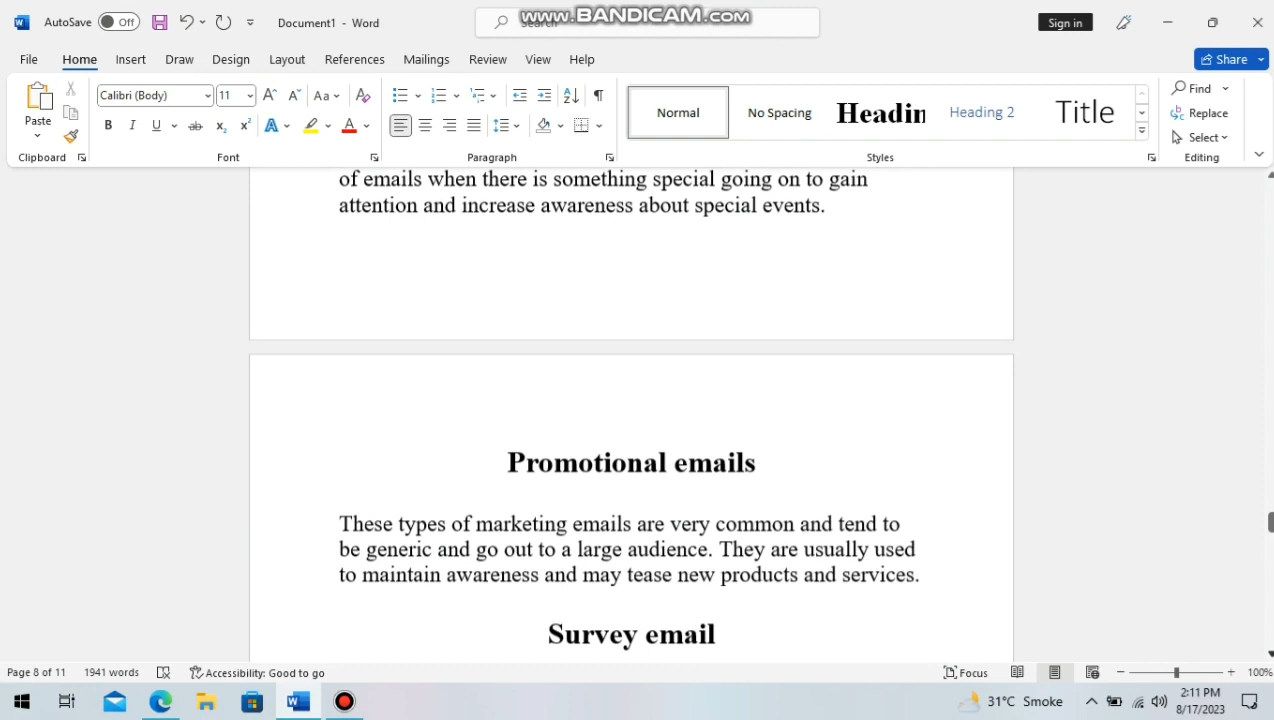 www.BANDICAM.com
AutoSave Off Document1 - Word Sign in
File Home Insert Draw Design Layout References Mailings Review View Help Share
Paste Calibri (Body) 11 Aa Normal No Spacing Headin Heading 2 Title Find Replace Select
Clipboard Font Paragraph Styles Editing
of emails when there is something special going on to gain
attention and increase awareness about special events.
Promotional emails
These types of marketing emails are very common and tend to
be generic and go out to a large audience. They are usually used
to maintain awareness and may tease new products and services.
Survey email
Page 8 of 11 1941 words Accessibility: Good to go Focus 100%
31°C Smoke 2:11 PM
8/17/2023